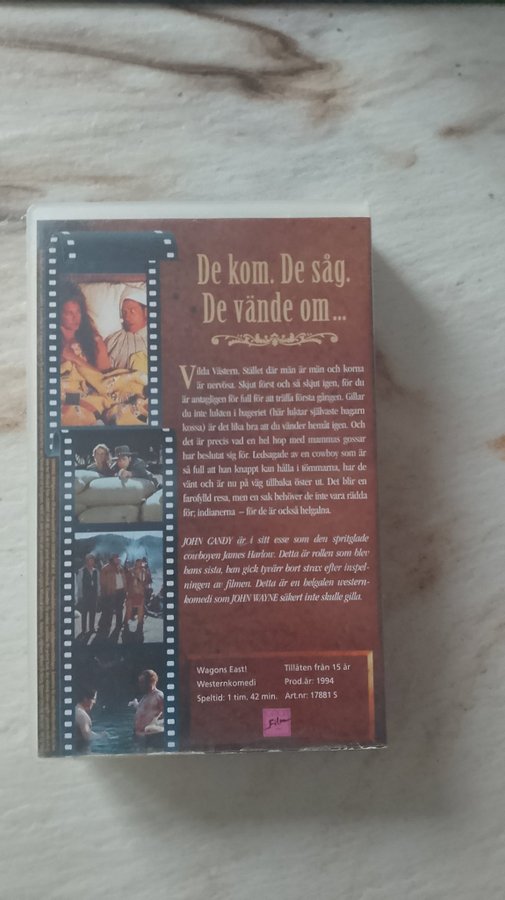 De kom. De såg.
De vände om...
Vilda Västern. Stället där män är män och korna
är nervösa. Skjut först och så skjut igen, för du
är antagligen för full för att träffa första gången. Gillar
du inte lukten i bageriet (här luktar självaste bagarn
kossa) är det lika bra att du vänder hemåt igen. Och
det är precis vad en hel hop med mammas gossar
har beslutat sig för. Ledsagade av en cowboy som är
så full att han knappt kan hålla i tömmarna, har de
vänt och är nu på väg tillbaka öster ut. Det blir en
farofylld resa, men en sak behöver de inte vara rädda
för; indianerna – för de är också helgalna.
JOHN CANDY är i sitt esse som den spritglade
cowboyen James Harlow. Detta är rollen som blev
hans sista, han gick tyvärr bort strax efter inspel-
ningen av filmen. Detta är en helgalen western-
komedi som JOHN WAYNE säkert inte skulle gilla.
Wagons East! Tillåten från 15 år
Westernkomedi Prod.år: 1994
Speltid: 1 tim, 42 min. Art.nr: 17881 S
Film